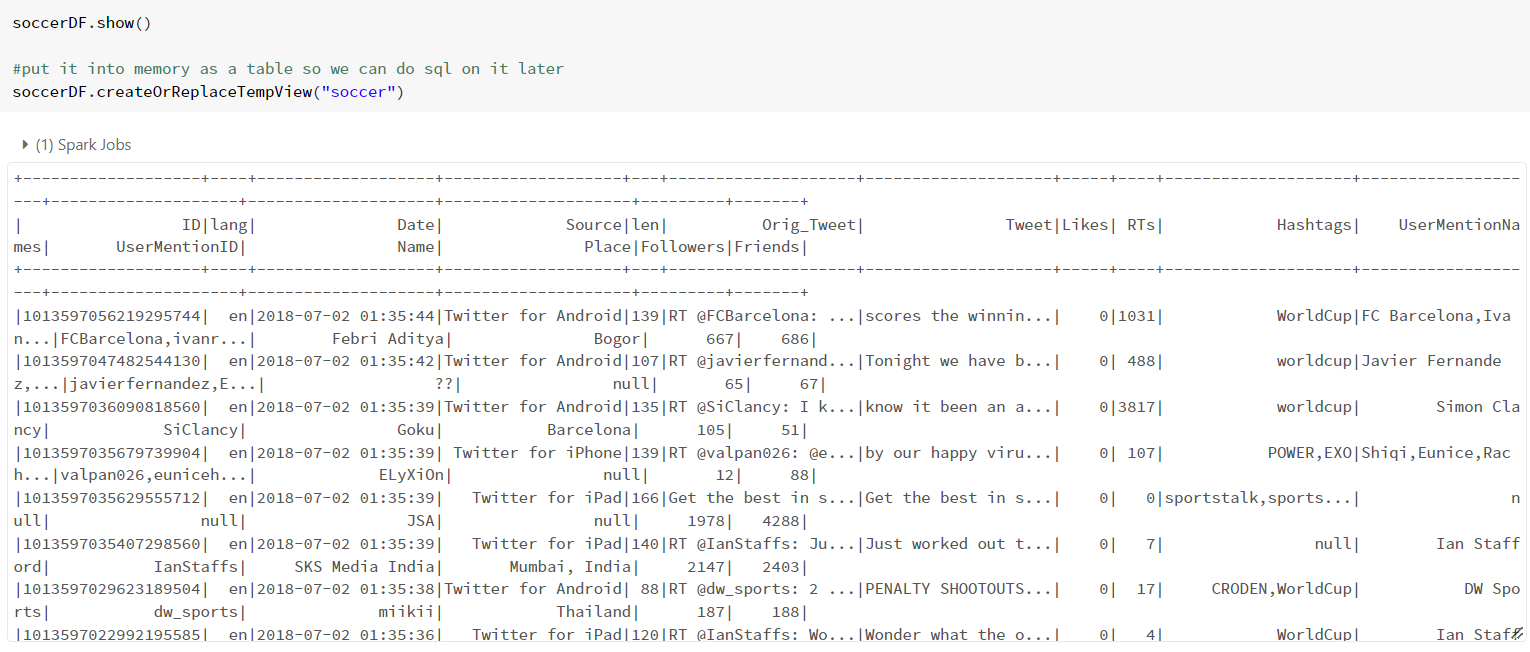 soccerDF.show()
#put it into memory as a table so we can do sql on it later
soccerDF.createOrReplaceTempView("soccer")
(1) Spark Jobs
+-------------------+----+-------------------+-------------------+---+--------------------+--------------------+-----+----+--------------------+-----------------
---+--------------------+--------------------+--------------------+---------+-------+
| ID|lang| Date| Source|len| Orig_Tweet| Tweet|Likes| RTs| Hashtags| UserMentionNa
mes| UserMentionID| Name| Place|Followers|Friends|
+-------------------+----+-------------------+-------------------+---+--------------------+--------------------+-----+----+--------------------+-----------------
---+--------------------+--------------------+--------------------+---------+-------+
|1013597056219295744| en|2018-07-02 01:35:44|Twitter for Android|139|RT @FCBarcelona: ...|scores the winnin...| 0|1031| WorldCup|FC Barcelona,Iva
n...|FCBarcelona,ivanr...| Febri Aditya| Bogor| 667| 686|
|1013597047482544130| en|2018-07-02 01:35:42|Twitter for Android|107|RT @javierfernand...|Tonight we have b...| 0| 488| worldcup|Javier Fernande
z,...|javierfernandez,E...| ??| null| 65| 67|
|1013597036090818560| en|2018-07-02 01:35:39|Twitter for Android|135|RT @SiClancy: I k...|know it been an a...| 0|3817| worldcup| Simon Cla
ncy| SiClancy| Goku| Barcelona| 105| 51|
|1013597035679739904| en|2018-07-02 01:35:39| Twitter for iPhone|139|RT @valpan026: @e...|by our happy viru...| 0| 107| POWER,EXO|Shiqi,Eunice,Rac
h...|valpan026,euniceh...| ELyXiOn| null| 12| 88|
|1013597035629555712| en|2018-07-02 01:35:39| Twitter for iPad|166|Get the best in s...|Get the best in s...| 0| 0|sportstalk,sports...| n
ull| null| JSA| null| 1978| 4288|
|1013597035407298560| en|2018-07-02 01:35:39| Twitter for iPad|140|RT @IanStaffs: Ju...|Just worked out t...| 0| 7| null| Ian Staff
ord| IanStaffs| SKS Media India| Mumbai, India| 2147| 2403|
|1013597029623189504| en|2018-07-02 01:35:38|Twitter for Android| 88|RT @dw_sports: 2 ...|PENALTY SHOOTOUTS...| 0| 17| CRODEN,WorldCup| DW Spo
rts| dw_sports| miikii| Thailand| 187| 188|
|1013597022992195585| en|2018-07-02 01:35:36| Twitter for iPad|120|RT @IanStaffs: Wo...|Wonder what the o...| 0| 4| WorldCup| Ian Staff